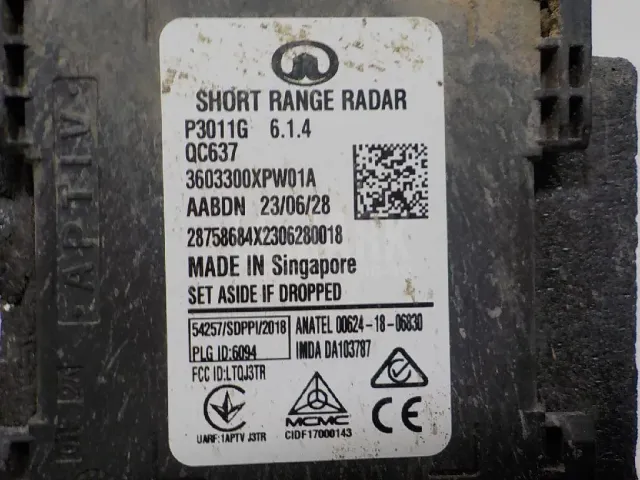 SHORT RANGE RADAR
P3011G 6.1.4
QC637
3603300XPW01A
AABDN 23/06/28
28758684X2306280018
MADE IN Singapore
SET ASIDE IF DROPPED
54257/SDPPI/2018
PLG ID:6094
ANATEL 00624-18-06830
IMDA DA103787
FCC ID:LTQJ3TR
UARF:1APTV J3TR
MCMC
CIDF17000143
CE
APTIV